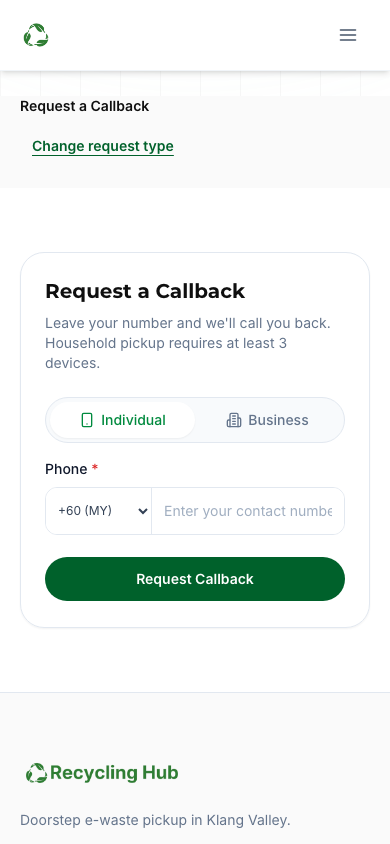 Request a Callback
Change request type
Request a Callback
Leave your number and we'll call you back.
Household pickup requires at least 3
devices.
Individual
Business
Phone *
+60 (MY)
Enter your contact numbe
Request Callback
Recycling Hub
Doorstep e-waste pickup in Klang Valley.